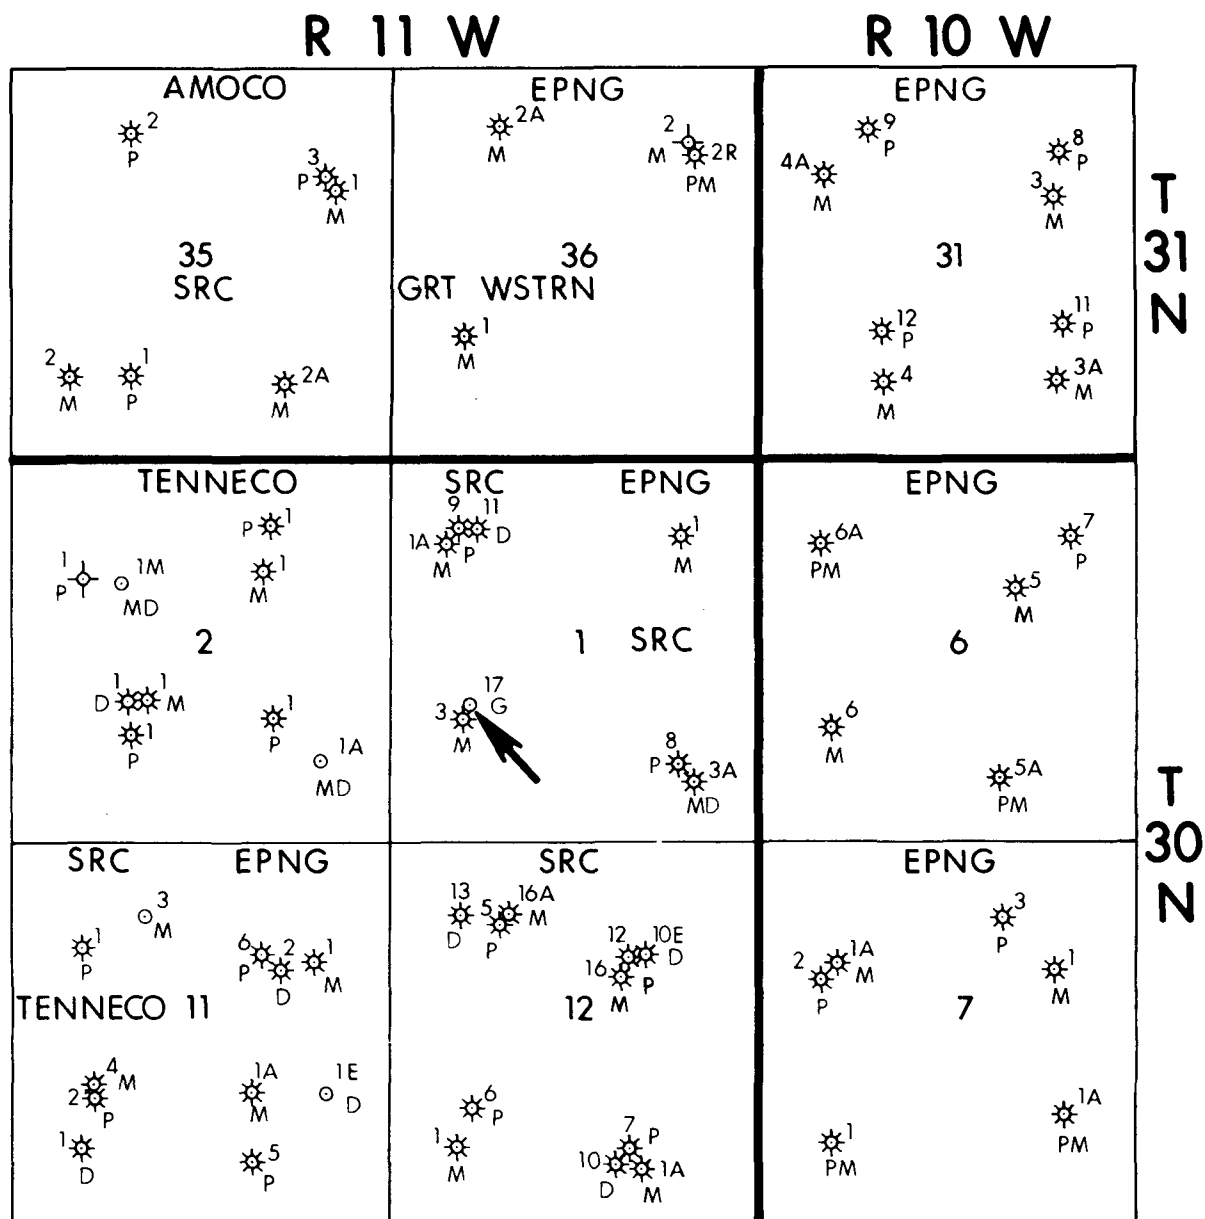 R 11 W
R 10 W
T
31
N
T
30
N
AMOCO
2
P
3
P
1
M
35
SRC
2
M
1
P
2A
M
EPNG
2A
M
2
M
2R
PM
36
GRT WSTRN
1
M
EPNG
9
P
8
P
4A
M
3
M
31
12
P
11
P
4
M
3A
M
TENNECO
P
1
1
P
1M
MD
1
M
2
1
D
1
M
1
P
1
P
1A
MD
SRC
EPNG
9
11
D
1A
P
M
1
M
1
SRC
17
G
3
M
8
P
3A
MD
EPNG
6A
PM
7
P
5
M
6
6
M
5A
PM
SRC
EPNG
3
M
1
P
6
P
2
D
1
M
TENNECO 11
4
M
2
P
1A
M
1E
D
1
D
5
P
SRC
13
D
5
P
16A
M
12
P
10E
D
16
M
12
6
P
1
M
7
P
10
D
1A
M
EPNG
3
P
1A
M
2
P
1
M
7
1
PM
1A
PM